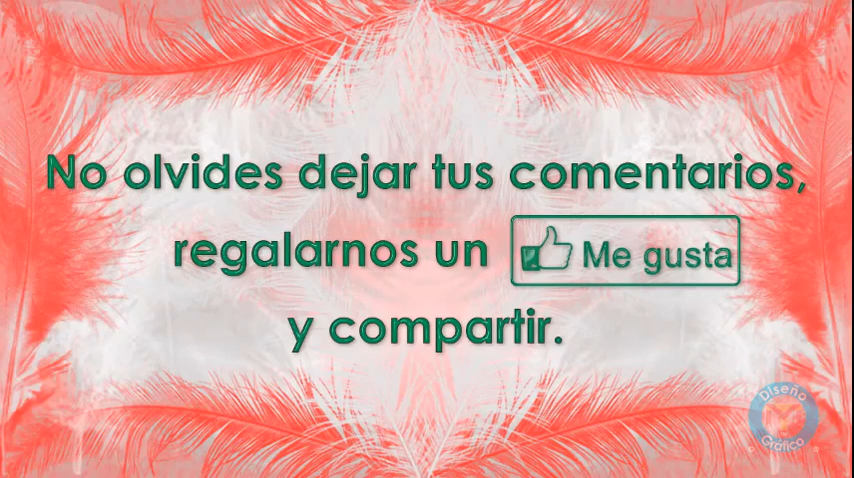 No olvides dejar tus comentarios,
regalarnos un Me gusta
y compartir.
Diseño
Gráfico